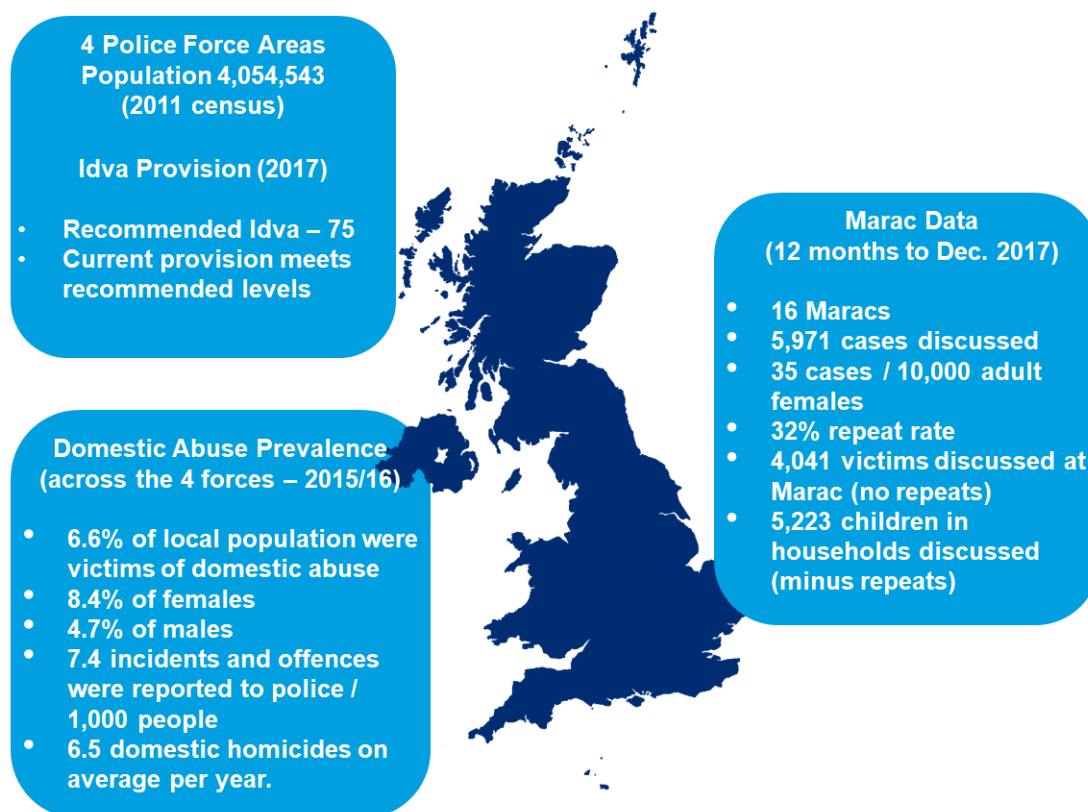 4 Police Force Areas
Population 4,054,543
(2011 census)
Idva Provision (2017)
• Recommended Idva – 75
• Current provision meets
recommended levels
Domestic Abuse Prevalence
(across the 4 forces – 2015/16)
• 6.6% of local population were
victims of domestic abuse
• 8.4% of females
• 4.7% of males
• 7.4 incidents and offences
were reported to police /
1,000 people
• 6.5 domestic homicides on
average per year.
Marac Data
(12 months to Dec. 2017)
• 16 Maracs
• 5,971 cases discussed
• 35 cases / 10,000 adult
females
• 32% repeat rate
• 4,041 victims discussed at
Marac (no repeats)
• 5,223 children in
households discussed
(minus repeats)